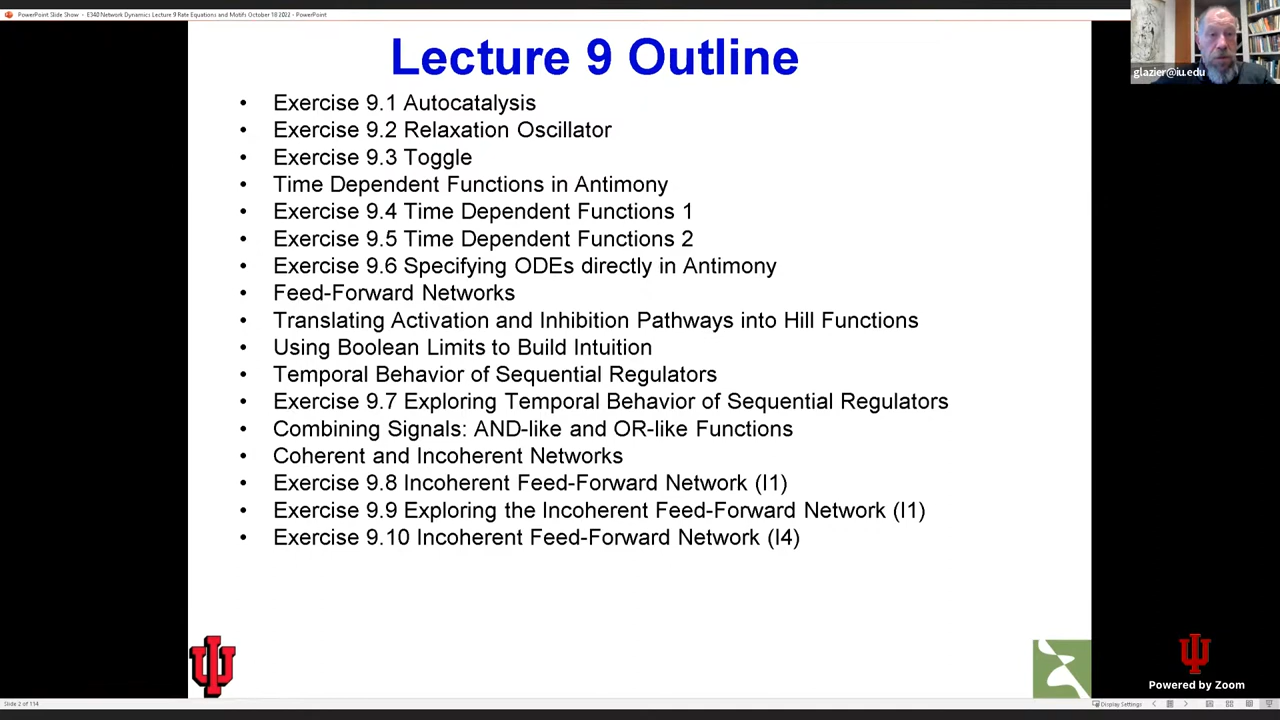 PowerPoint Slide Show - E340 Network Dynamics Lecture 9 Rate Equations and Motifs October 18 2022 - PowerPoint
glazier@iu.edu
Lecture 9 Outline
• Exercise 9.1 Autocatalysis
• Exercise 9.2 Relaxation Oscillator
• Exercise 9.3 Toggle
• Time Dependent Functions in Antimony
• Exercise 9.4 Time Dependent Functions 1
• Exercise 9.5 Time Dependent Functions 2
• Exercise 9.6 Specifying ODEs directly in Antimony
• Feed-Forward Networks
• Translating Activation and Inhibition Pathways into Hill Functions
• Using Boolean Limits to Build Intuition
• Temporal Behavior of Sequential Regulators
• Exercise 9.7 Exploring Temporal Behavior of Sequential Regulators
• Combining Signals: AND-like and OR-like Functions
• Coherent and Incoherent Networks
• Exercise 9.8 Incoherent Feed-Forward Network (I1)
• Exercise 9.9 Exploring the Incoherent Feed-Forward Network (I1)
• Exercise 9.10 Incoherent Feed-Forward Network (I4)
Powered by Zoom
Slide 2 of 114
Display Settings